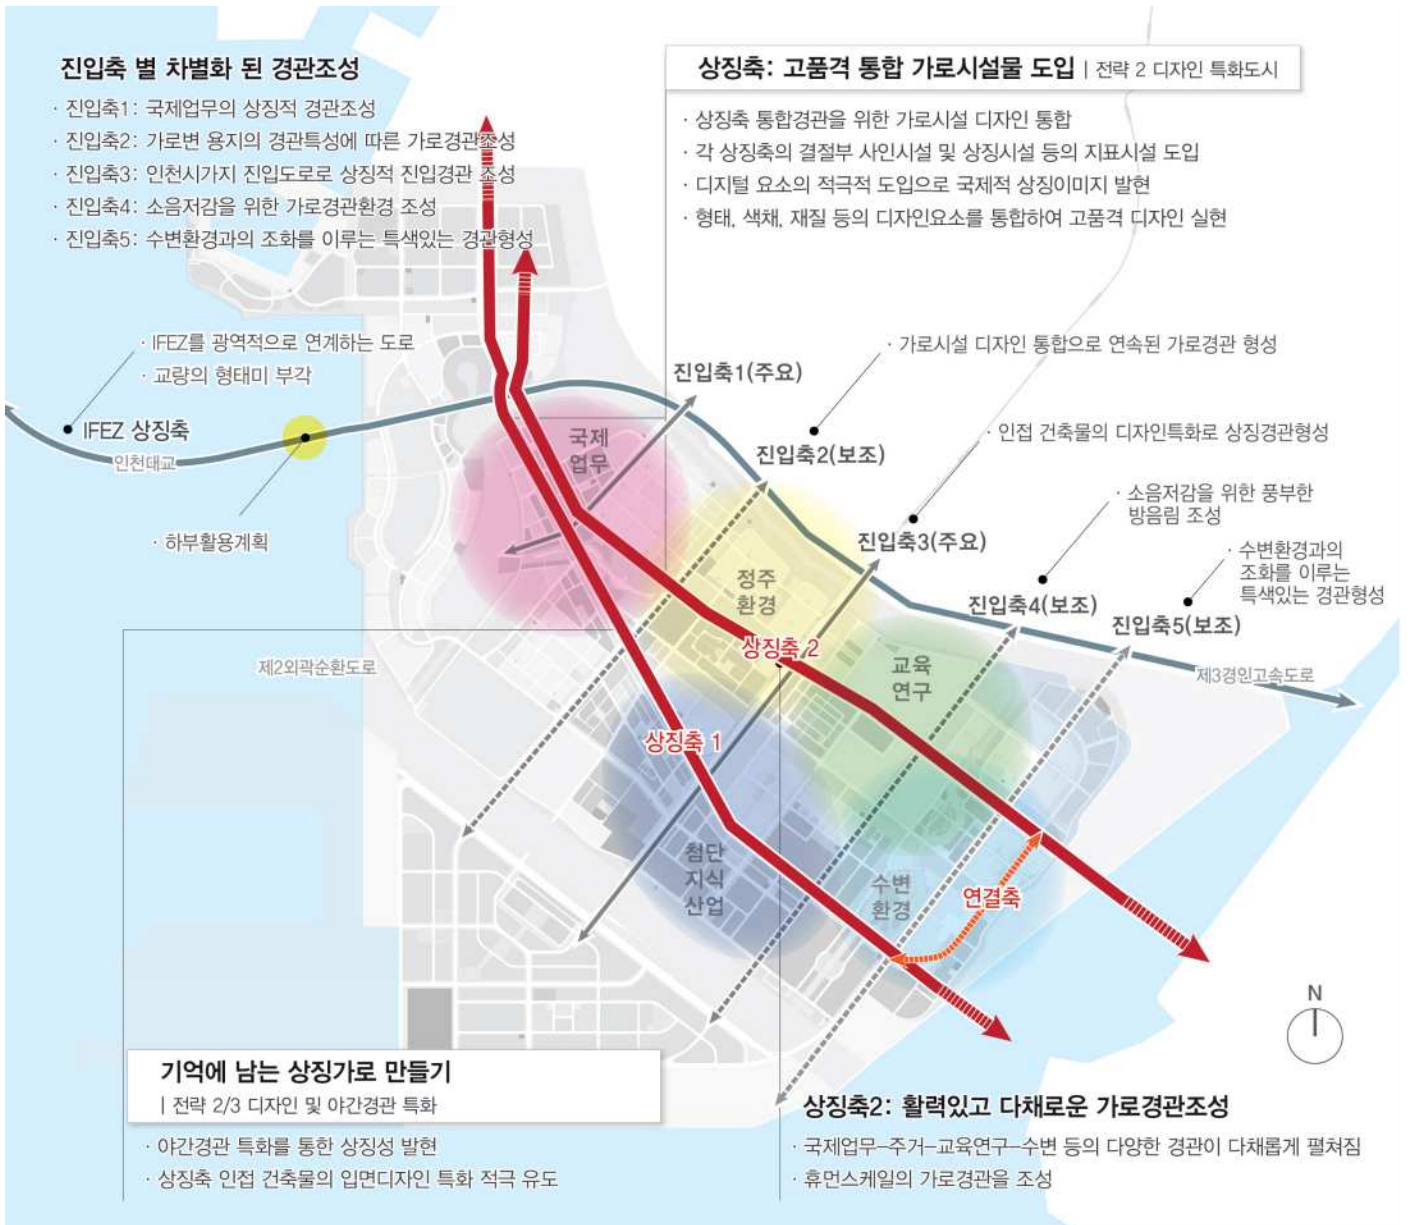 진입축 별 차별화 된 경관조성
· 진입축1: 국제업무의 상징적 경관조성
· 진입축2: 가로변 용지의 경관특성에 따른 가로경관조성
· 진입축3: 인천시가지 진입도로로 상징적 진입경관 조성
· 진입축4: 소음저감을 위한 가로경관환경 조성
· 진입축5: 수변환경과의 조화를 이루는 특색있는 경관형성
상징축: 고품격 통합 가로시설물 도입 | 전략 2 디자인 특화도시
· 상징축 통합경관을 위한 가로시설 디자인 통합
· 각 상징축의 결절부 사인시설 및 상징시설 등의 지표시설 도입
· 디지털 요소의 적극적 도입으로 국제적 상징이미지 발현
· 형태, 색채, 재질 등의 디자인요소를 통합하여 고품격 디자인 실현
· IFEZ를 광역적으로 연계하는 도로
· 교량의 형태미 부각
IFEZ 상징축
인천대교
· 하부활용계획
진입축1(주요)
· 가로시설 디자인 통합으로 연속된 가로경관 형성
진입축2(보조)
· 인접 건축물의 디자인특화로 상징경관형성
진입축3(주요)
· 소음저감을 위한 풍부한
방음림 조성
진입축4(보조)
· 수변환경과의
조화를 이루는
특색있는 경관형성
진입축5(보조)
국제
업무
정주
환경
상징축 2
교육
연구
제2외곽순환도로
제3경인고속도로
상징축 1
첨단
지식
산업
수변
환경
연결축
N
기억에 남는 상징가로 만들기
| 전략 2/3 디자인 및 야간경관 특화
· 야간경관 특화를 통한 상징성 발현
· 상징축 인접 건축물의 입면디자인 특화 적극 유도
상징축2: 활력있고 다채로운 가로경관조성
· 국제업무–주거–교육연구–수변 등의 다양한 경관이 다채롭게 펼쳐짐
· 휴먼스케일의 가로경관을 조성